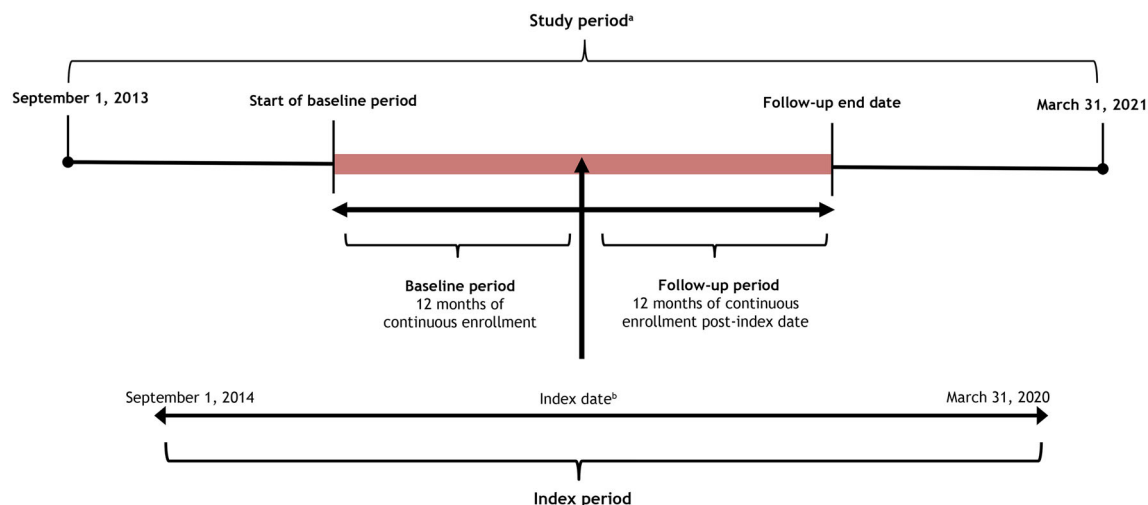 Study periodᵃ
September 1, 2013
Start of baseline period
Follow-up end date
March 31, 2021
Baseline period
12 months of
continuous enrollment
Follow-up period
12 months of continuous
enrollment post-index date
September 1, 2014
Index dateᵇ
March 31, 2020
Index period